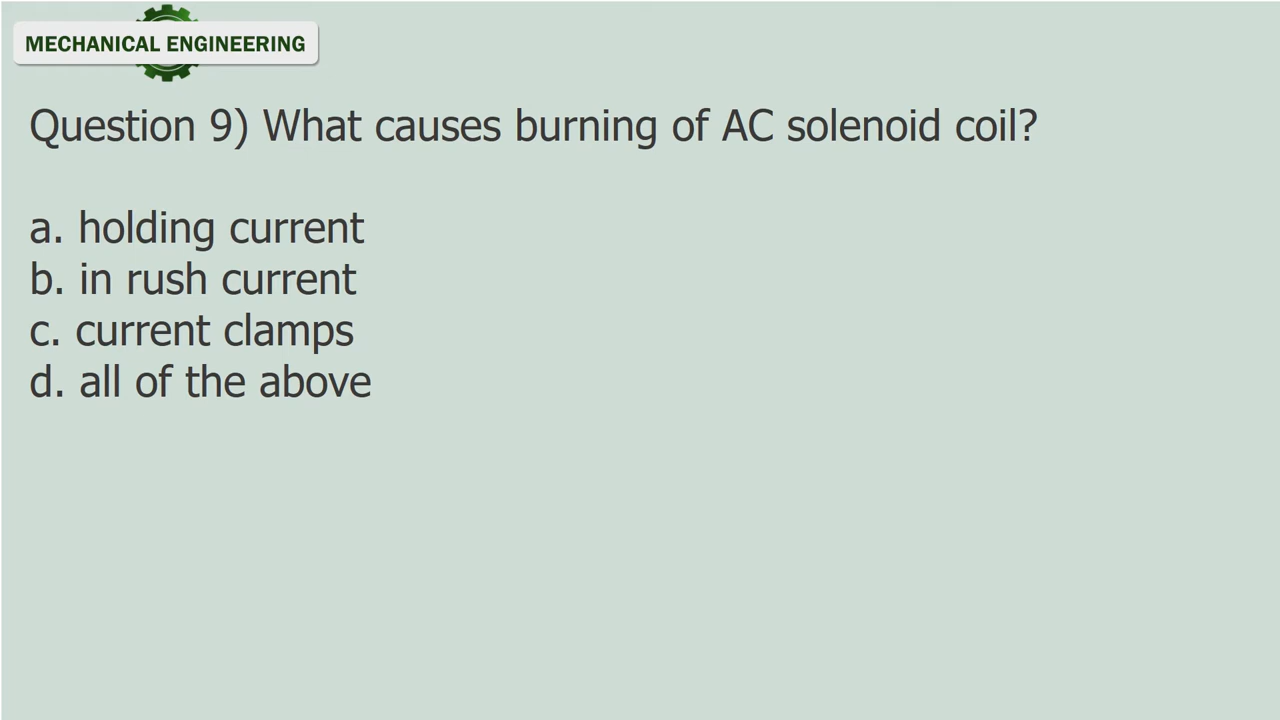 MECHANICAL ENGINEERING
Question 9) What causes burning of AC solenoid coil?
a. holding current
b. in rush current
c. current clamps
d. all of the above